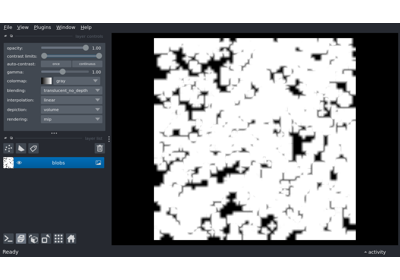 File View Plugins Window Help
opacity: 1.00
contrast limits:
auto-contrast: once continuous
gamma: 1.00
colormap: gray
blending: translucent_no_depth
interpolation: linear
depiction: volume
rendering: mip
blobs
Ready activity